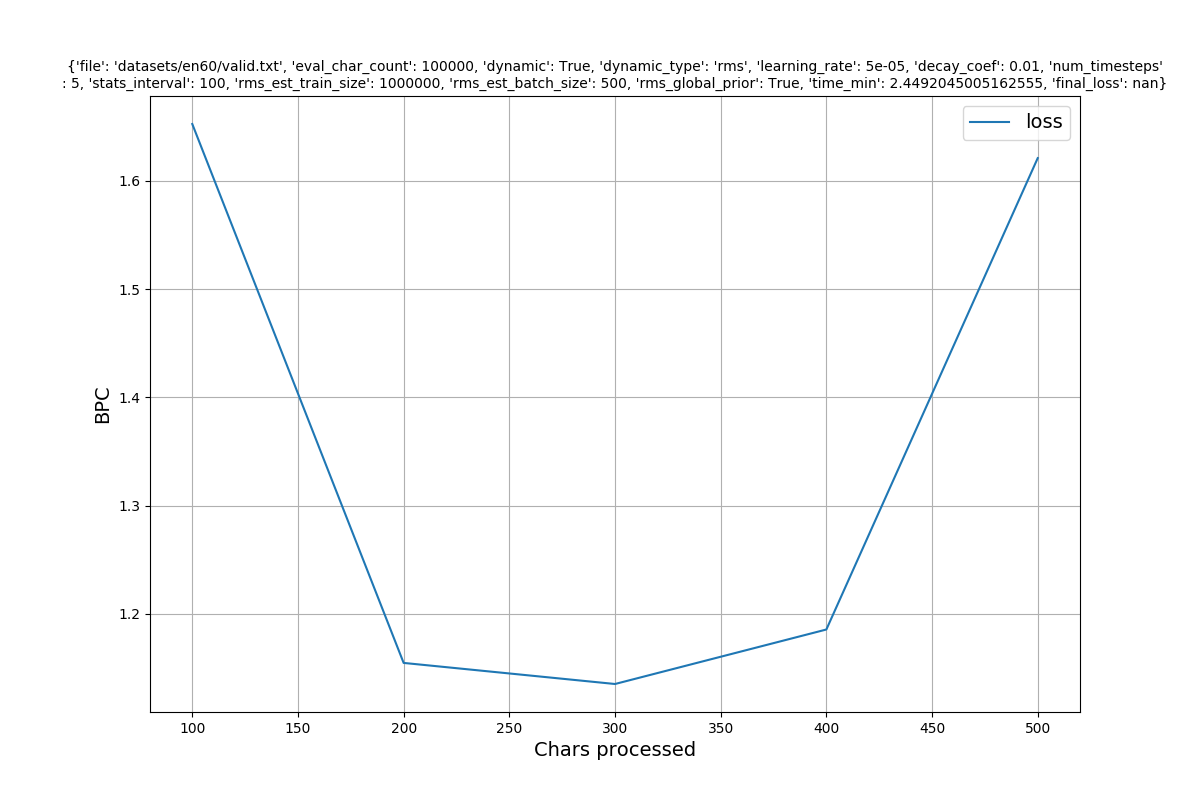 {'file': 'datasets/en60/valid.txt', 'eval_char_count': 100000, 'dynamic': True, 'dynamic_type': 'rms', 'learning_rate': 5e-05, 'decay_coef': 0.01, 'num_timesteps'
: 5, 'stats_interval': 100, 'rms_est_train_size': 1000000, 'rms_est_batch_size': 500, 'rms_global_prior': True, 'time_min': 2.4492045005162555, 'final_loss': nan}
loss
1.6
1.5
1.4
1.3
1.2
BPC
100 150 200 250 300 350 400 450 500
Chars processed